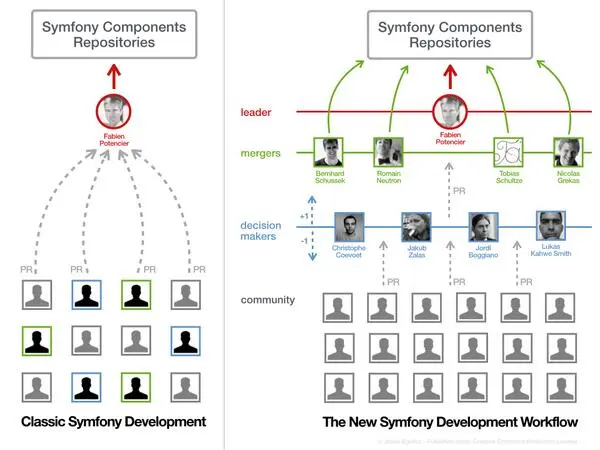 Symfony Components
Repositories
Fabien
Potencier
PR PR PR PR
Classic Symfony Development
Symfony Components
Repositories
leader
Fabien
Potencier
mergers
Bernhard
Schussek
Romain
Neutron
Tobias
Schultze
Nicolas
Grekas
PR
+1
decision
makers
-1
Christophe
Coevoet
Jakub
Zalas
Jordi
Boggiano
Lukas
Kahwe Smith
PR PR PR
community
The New Symfony Development Workflow